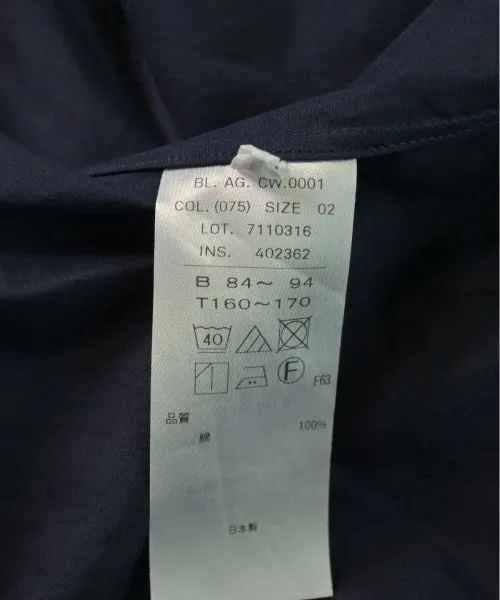 BL. AG. CW.0001
COL. (075) SIZE 02
LOT. 7110316
INS. 402362
B 84～ 94
T160～170
40
F F63
品質
綿 100%
日本製